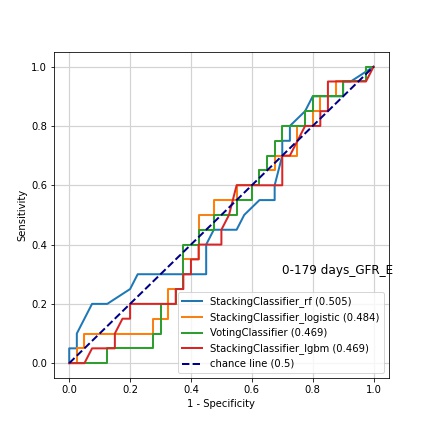 1.0
0.8
0.6
0.4
0.2
0.0
Sensitivity
0-179 days_GFR_E
StackingClassifier_rf (0.505)
StackingClassifier_logistic (0.484)
VotingClassifier (0.469)
StackingClassifier_lgbm (0.469)
chance line (0.5)
0.0 0.2 0.4 0.6 0.8 1.0
1 - Specificity